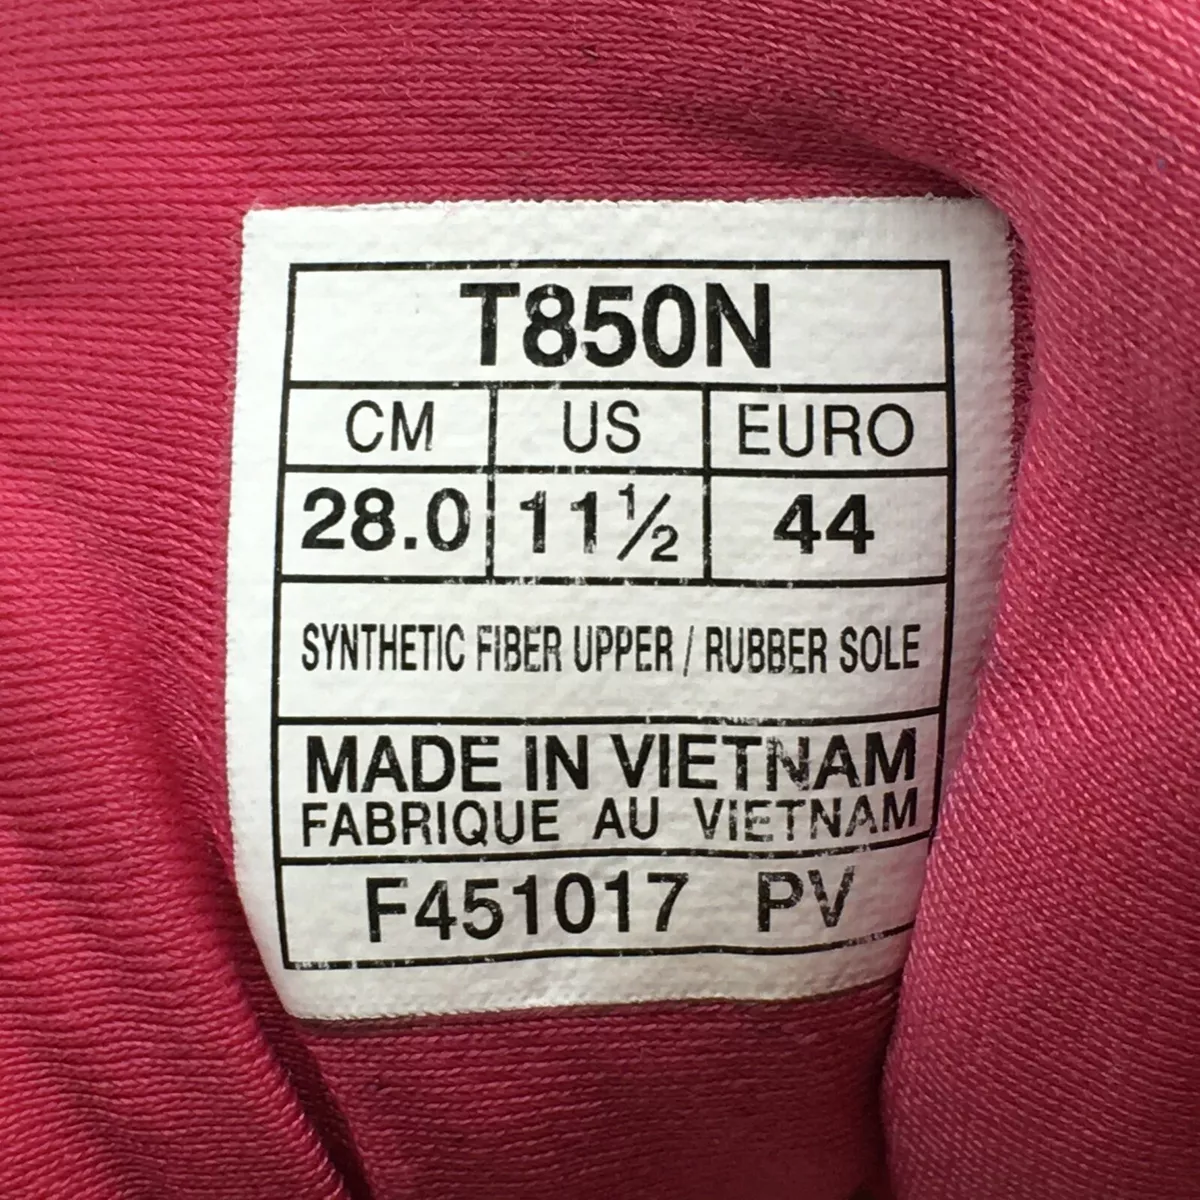 T850N
CM US EURO
28.0 11½ 44
SYNTHETIC FIBER UPPER / RUBBER SOLE
MADE IN VIETNAM
FABRIQUE AU VIETNAM
F451017 PV